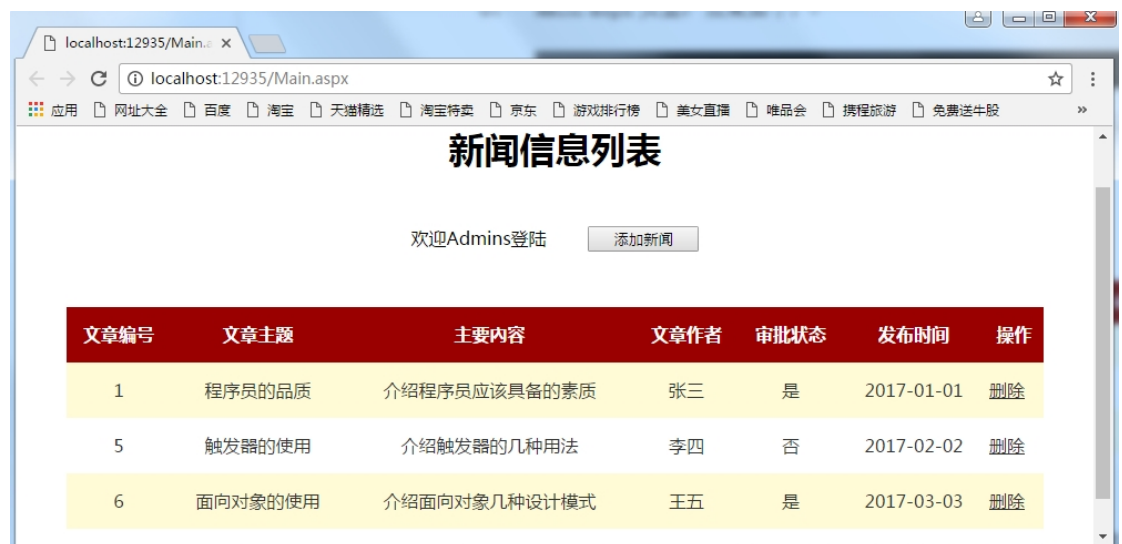 localhost:12935/Main.a
localhost:12935/Main.aspx
应用 网址大全 百度 淘宝 天猫精选 淘宝特卖 京东 游戏排行榜 美女直播 唯品会 携程旅游 免费送牛股 »
新闻信息列表
欢迎Admins登陆 添加新闻
文章编号 文章主题 主要内容 文章作者 审批状态 发布时间 操作
1 程序员的品质 介绍程序员应该具备的素质 张三 是 2017-01-01 删除
5 触发器的使用 介绍触发器的几种用法 李四 否 2017-02-02 删除
6 面向对象的使用 介绍面向对象几种设计模式 王五 是 2017-03-03 删除